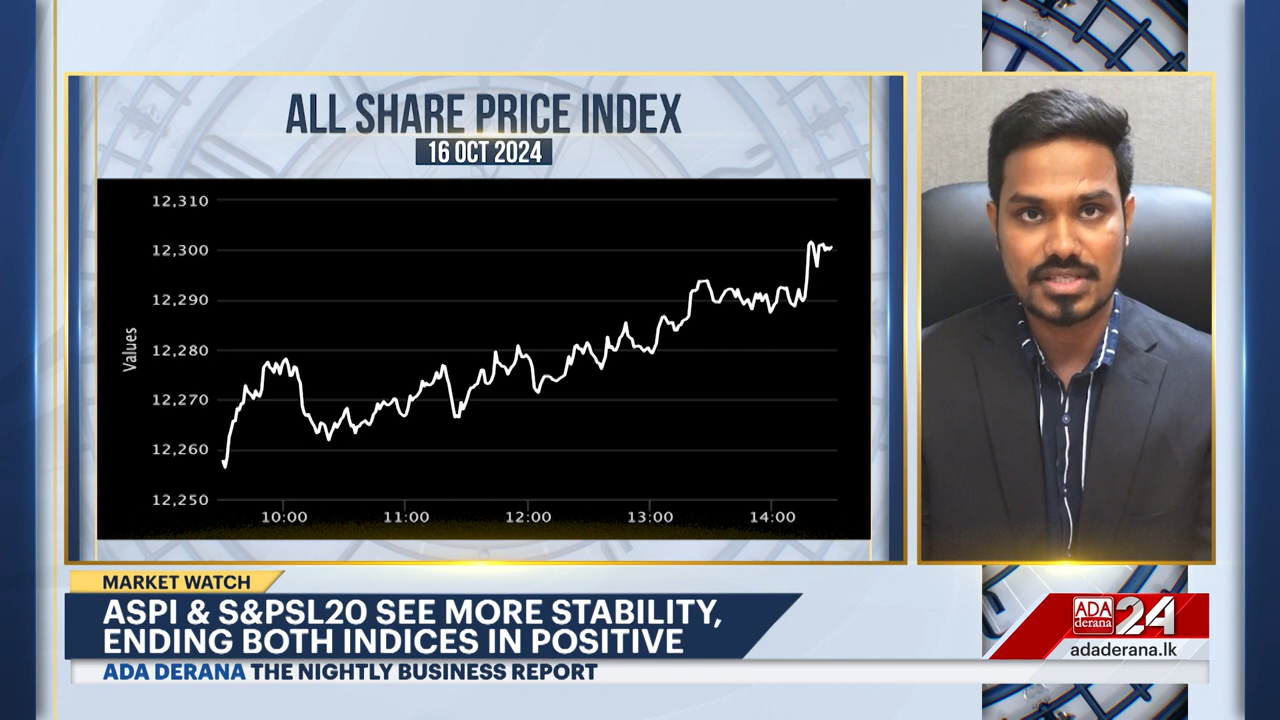 ALL SHARE PRICE INDEX
16 OCT 2024
12,310
12,300
12,290
12,280
12,270
12,260
12,250
Values
10:00 11:00 12:00 13:00 14:00
MARKET WATCH
ASPI & S&PSL20 SEE MORE STABILITY,
ENDING BOTH INDICES IN POSITIVE
ADA DERANA THE NIGHTLY BUSINESS REPORT
ADA
derana
24
adaderana.lk